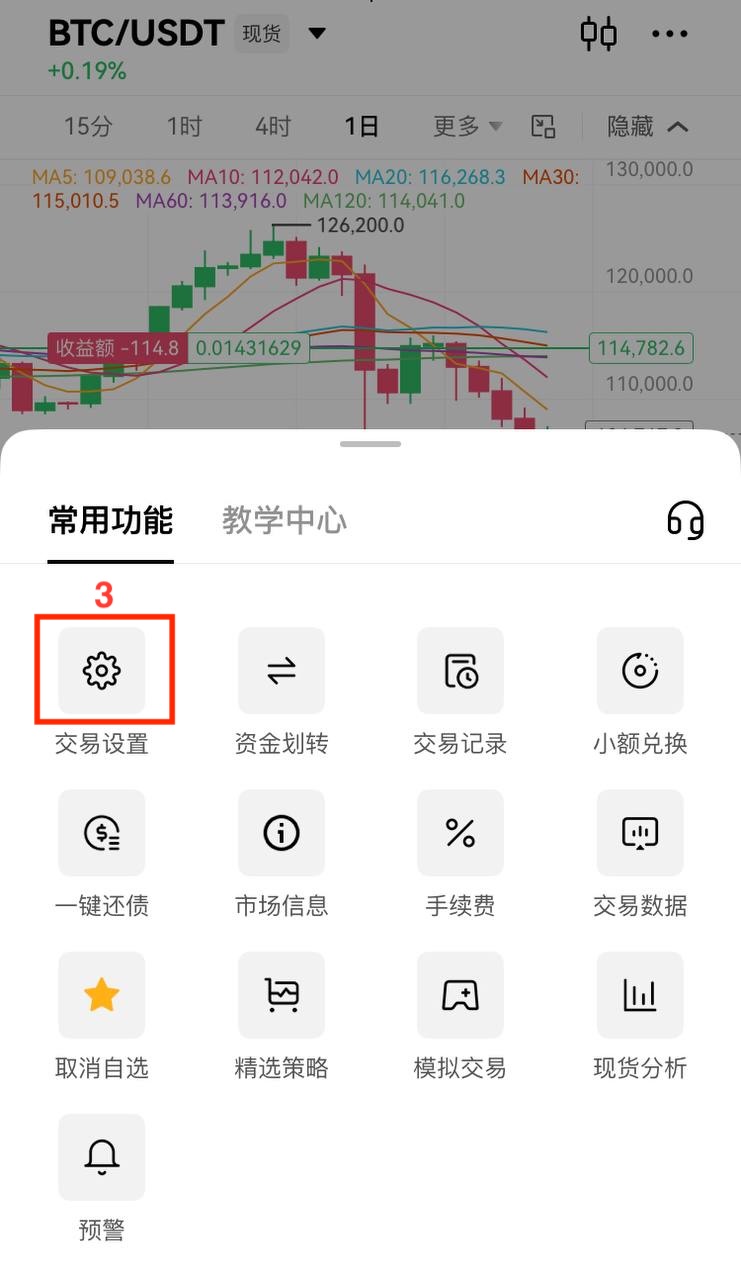 BTC/USDT 现货
+0.19%
15分 1时 4时 1日 更多 隐藏
MA5: 109,038.6 MA10: 112,042.0 MA20: 116,268.3 MA30:
115,010.5 MA60: 113,916.0 MA120: 114,041.0
130,000.0
126,200.0
120,000.0
收益额 -114.8 0.01431629 114,782.6
110,000.0
常用功能 教学中心
3
交易设置 资金划转 交易记录 小额兑换
一键还债 市场信息 手续费 交易数据
取消自选 精选策略 模拟交易 现货分析
预警